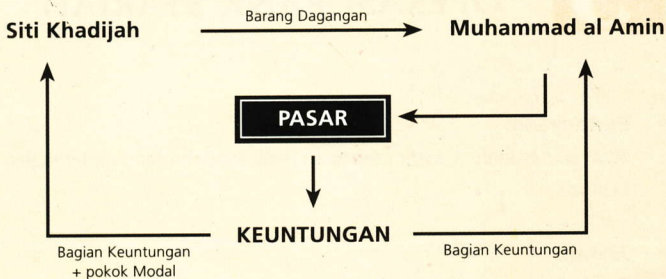 Siti Khadijah
Barang Dagangan
Muhammad al Amin
PASAR
KEUNTUNGAN
Bagian Keuntungan
+ pokok Modal
Bagian Keuntungan